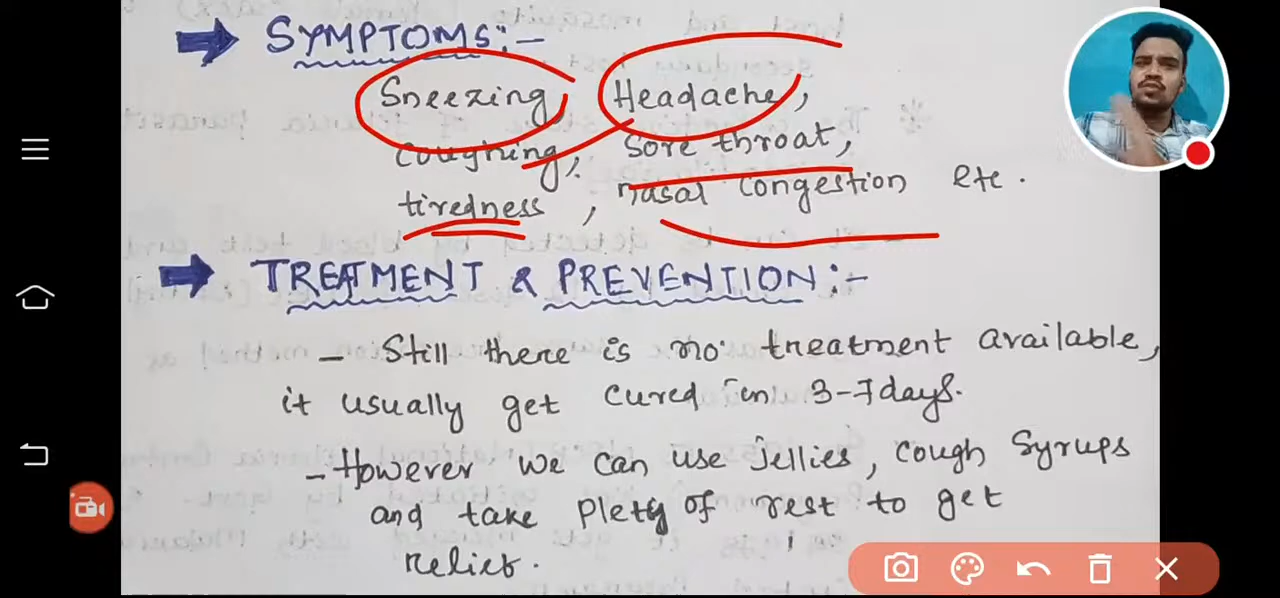 SYMPTOMS:-
Sneezing, Headache,
Coughing, Sore throat,
tiredness, nasal congestion etc.
TREATMENT & PREVENTION:-
- Still there is no treatment available,
it usually get cured in 3-7 days.
- However we can use Jellies, cough Syrups
and take plety of rest to get
relief.